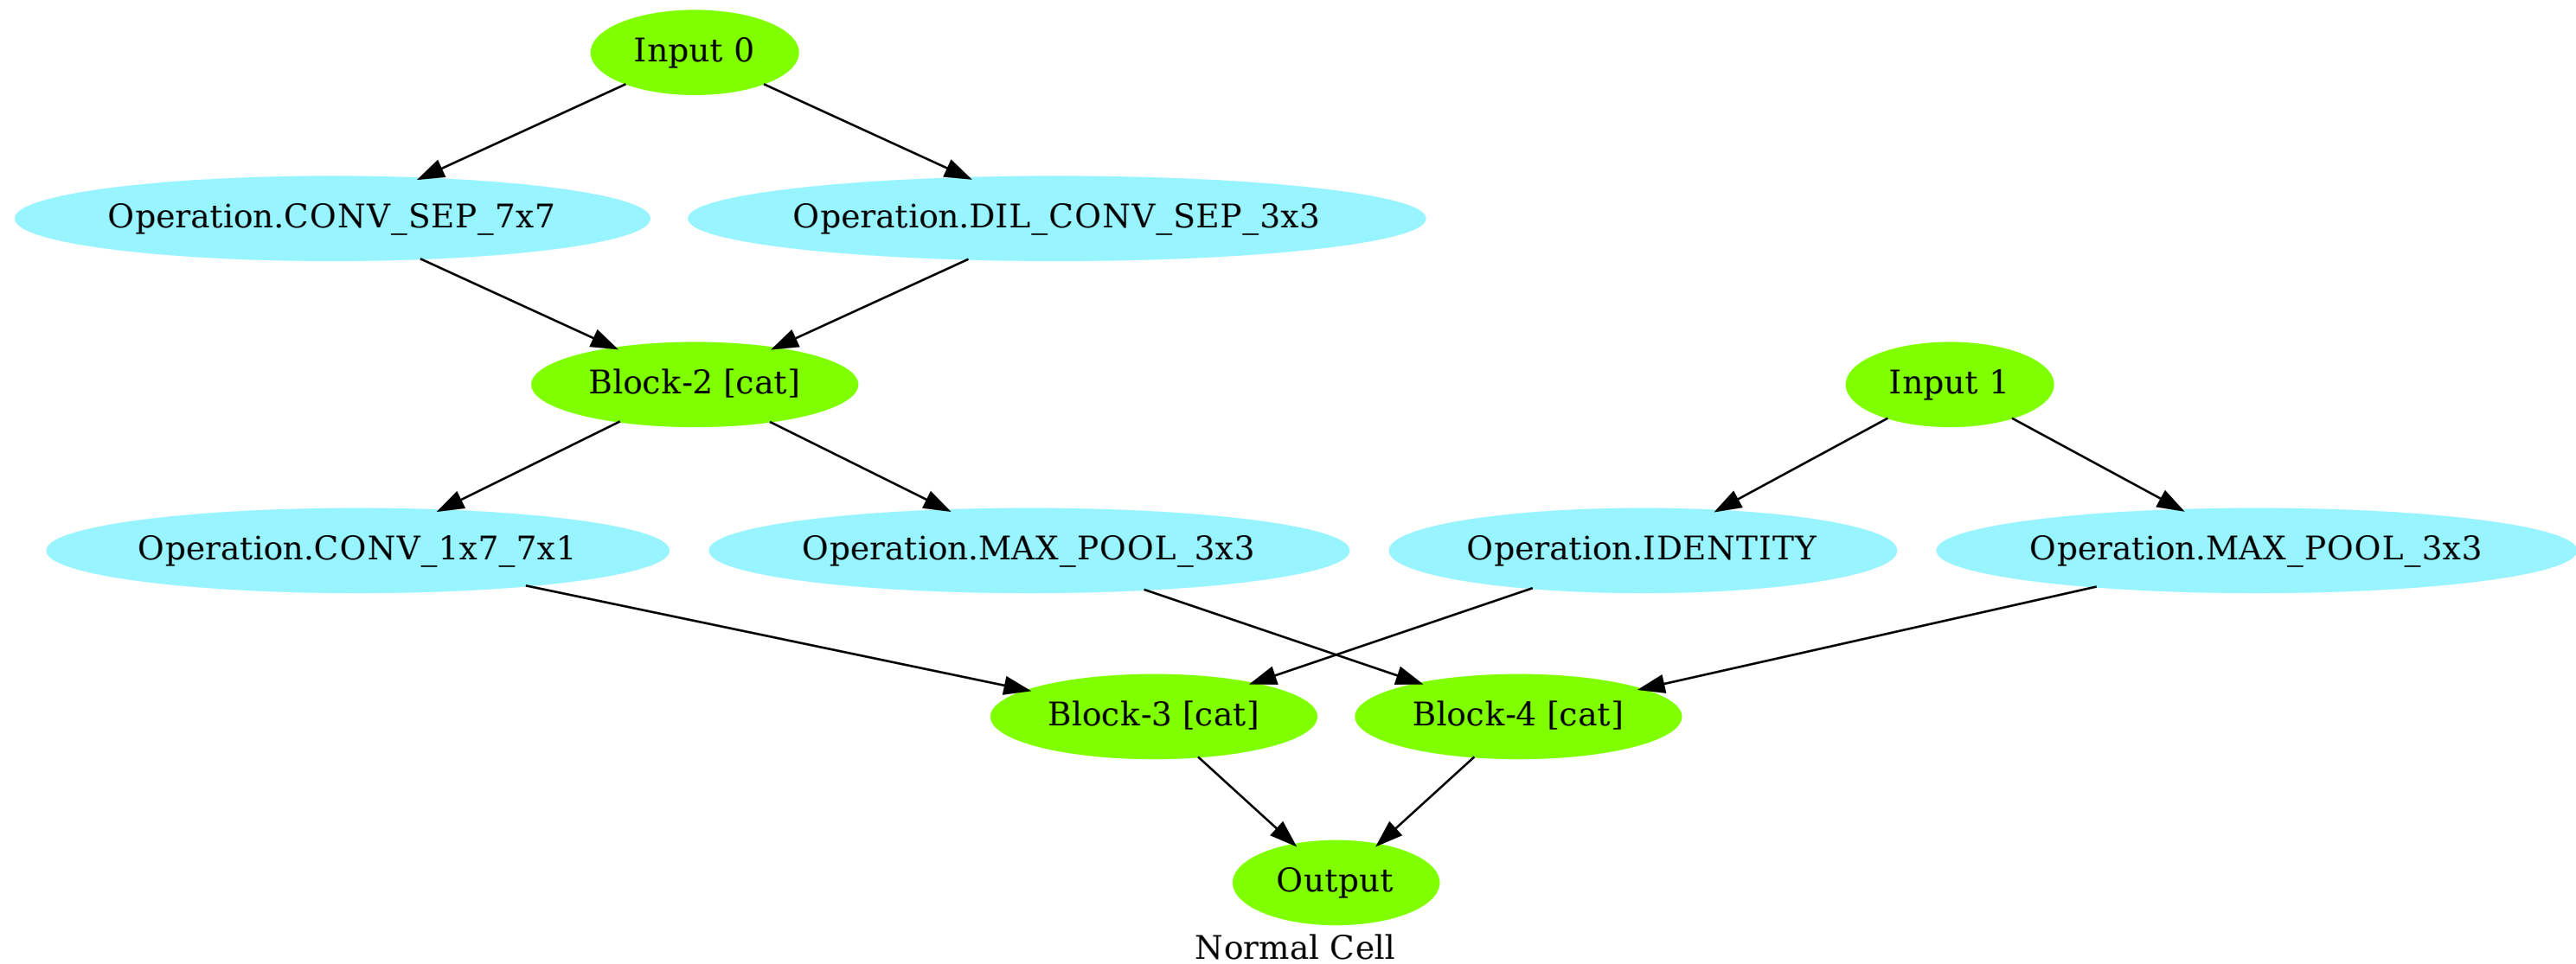 Input 0
Operation.CONV_SEP_7x7
Operation.DIL_CONV_SEP_3x3
Block-2 [cat]
Input 1
Operation.CONV_1x7_7x1
Operation.MAX_POOL_3x3
Operation.IDENTITY
Operation.MAX_POOL_3x3
Block-3 [cat]
Block-4 [cat]
Output
Normal Cell